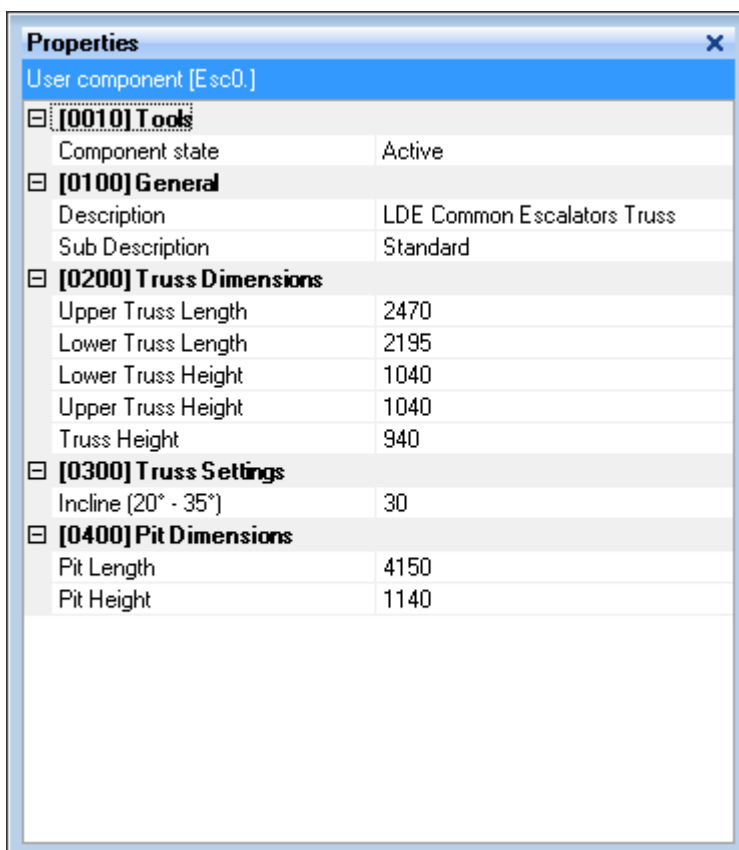 Properties
User component [Esc0.]
[0010] Tools
Component state Active
[0100] General
Description LDE Common Escalators Truss
Sub Description Standard
[0200] Truss Dimensions
Upper Truss Length 2470
Lower Truss Length 2195
Lower Truss Height 1040
Upper Truss Height 1040
Truss Height 940
[0300] Truss Settings
Incline (20° - 35°) 30
[0400] Pit Dimensions
Pit Length 4150
Pit Height 1140